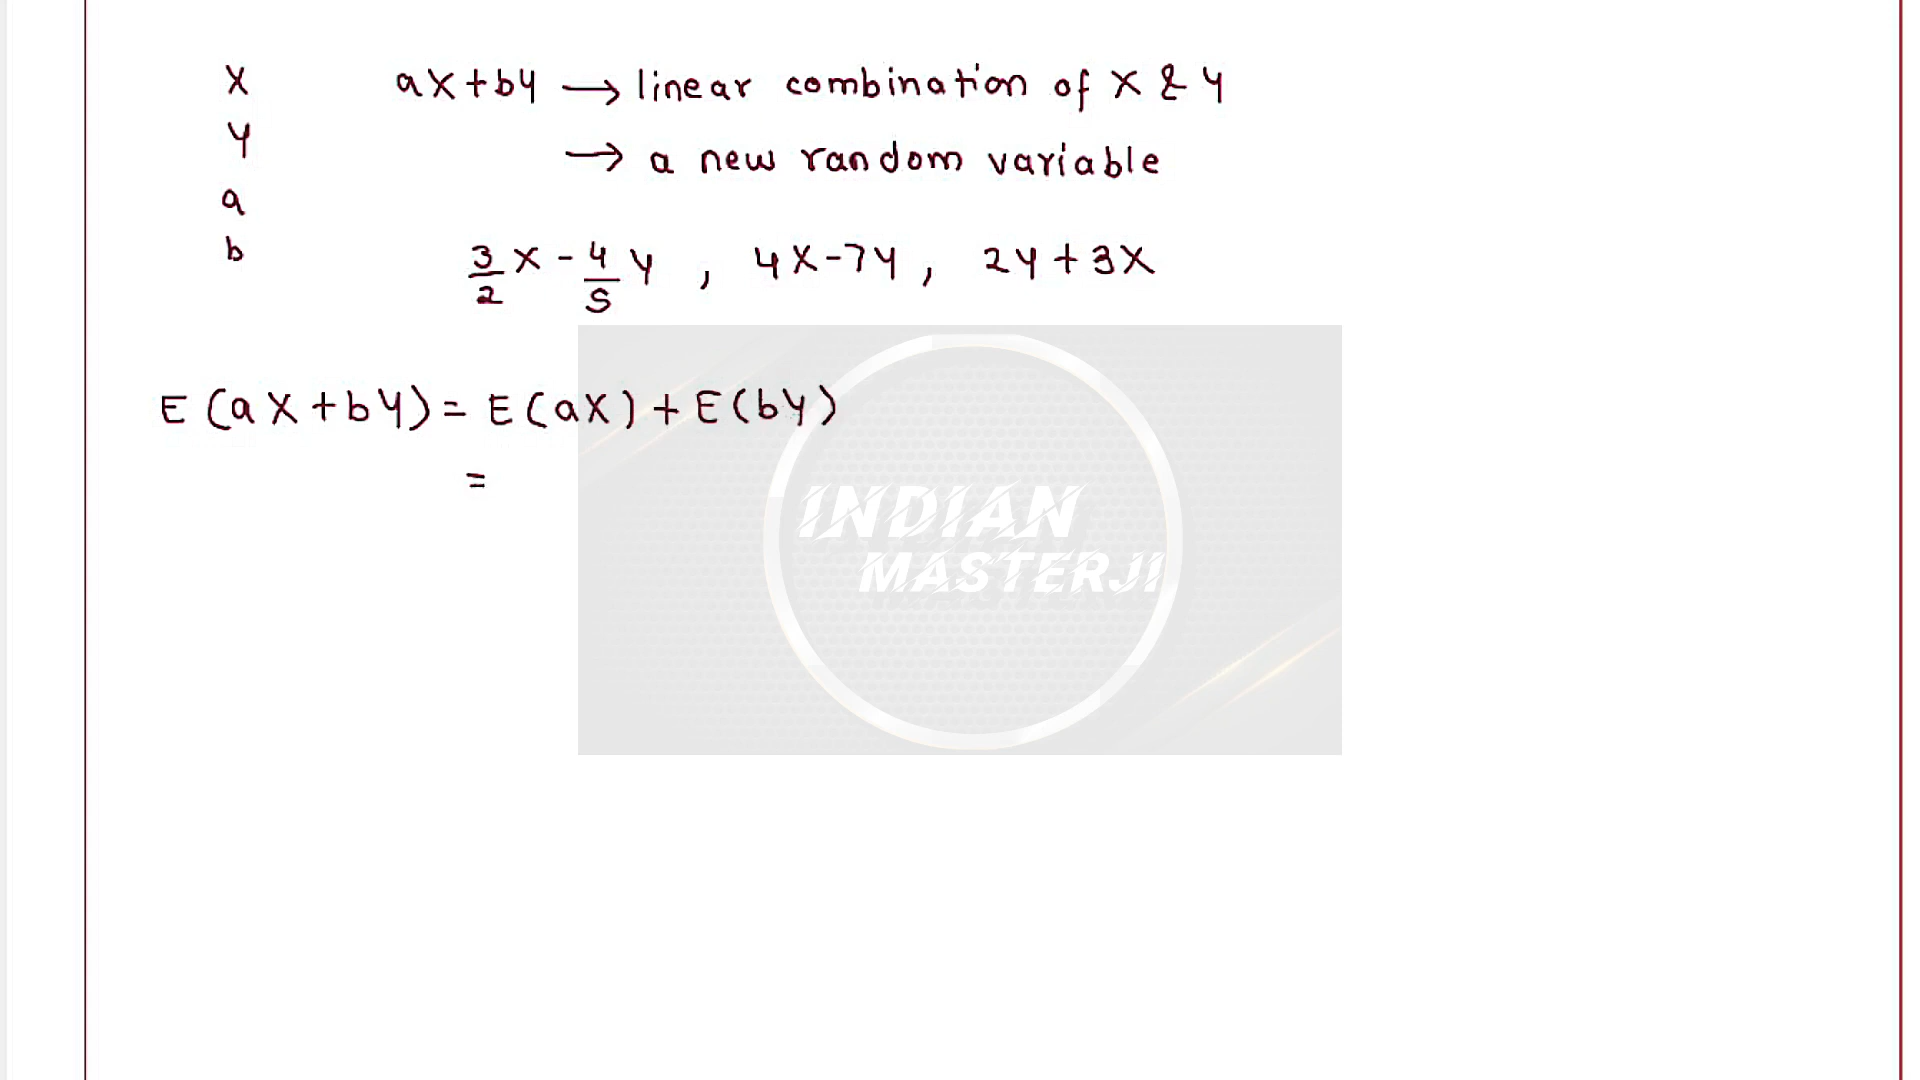 X aX+bY → linear combination of X & Y
Y → a new random variable
a
b 3/2 X - 4/5 Y , 4X-7Y , 2Y+3X
E(aX+bY) = E(aX) + E(bY)
=
INDIAN
MASTERJI